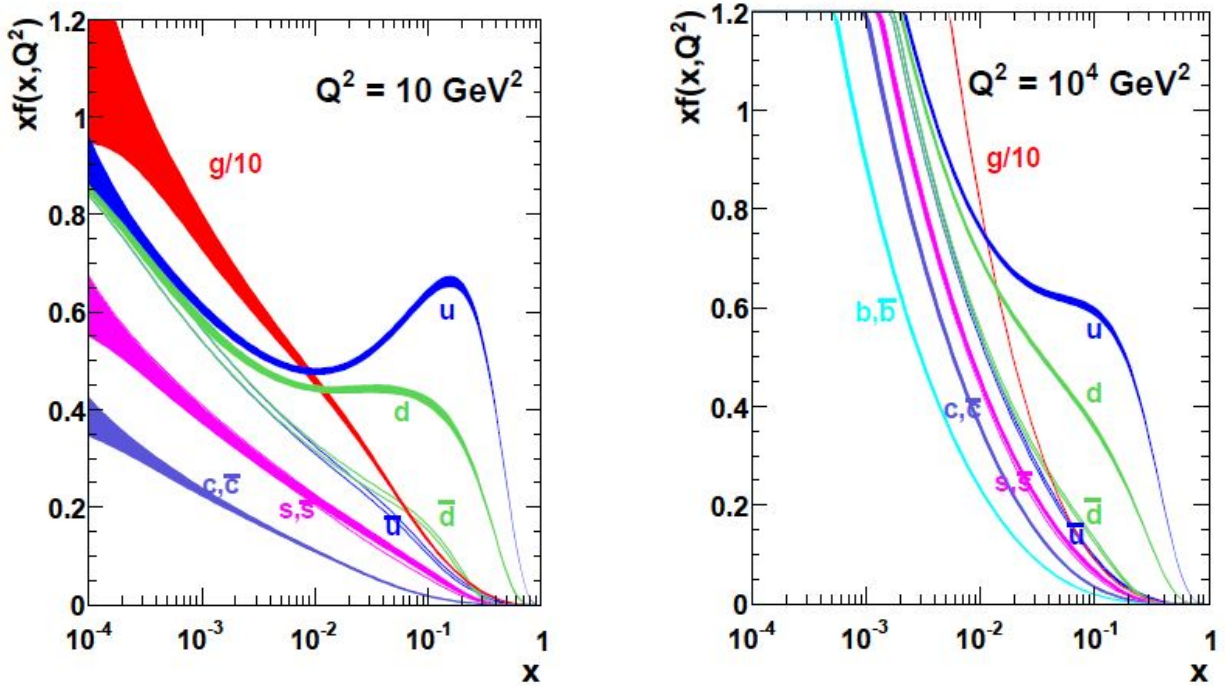 xf(x,Q²)
1.2
1
0.8
0.6
0.4
0.2
0
Q² = 10 GeV²
g/10
u
d
c,c̅
s,s̅
u̅
d̅
10⁻⁴
10⁻³
10⁻²
10⁻¹
1
x
xf(x,Q²)
1.2
1
0.8
0.6
0.4
0.2
0
Q² = 10⁴ GeV²
g/10
b,b̅
u
d
c,c̅
s,s̅
d̅
u̅
10⁻⁴
10⁻³
10⁻²
10⁻¹
1
x